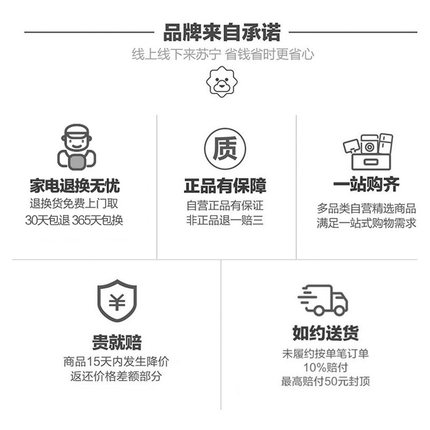 品牌来自承诺
线上线下来苏宁 省钱省时更省心
家电退换无忧
退换货免费上门取
30天包退 365天包换
质
正品有保障
自营正品有保证
非正品退一赔三
一站购齐
多品类自营精选商品
满足一站式购物需求
¥
贵就赔
商品15天内发生降价
返还价格差额部分
如约送货
未履约按单笔订单
10%赔付
最高赔付50元封顶